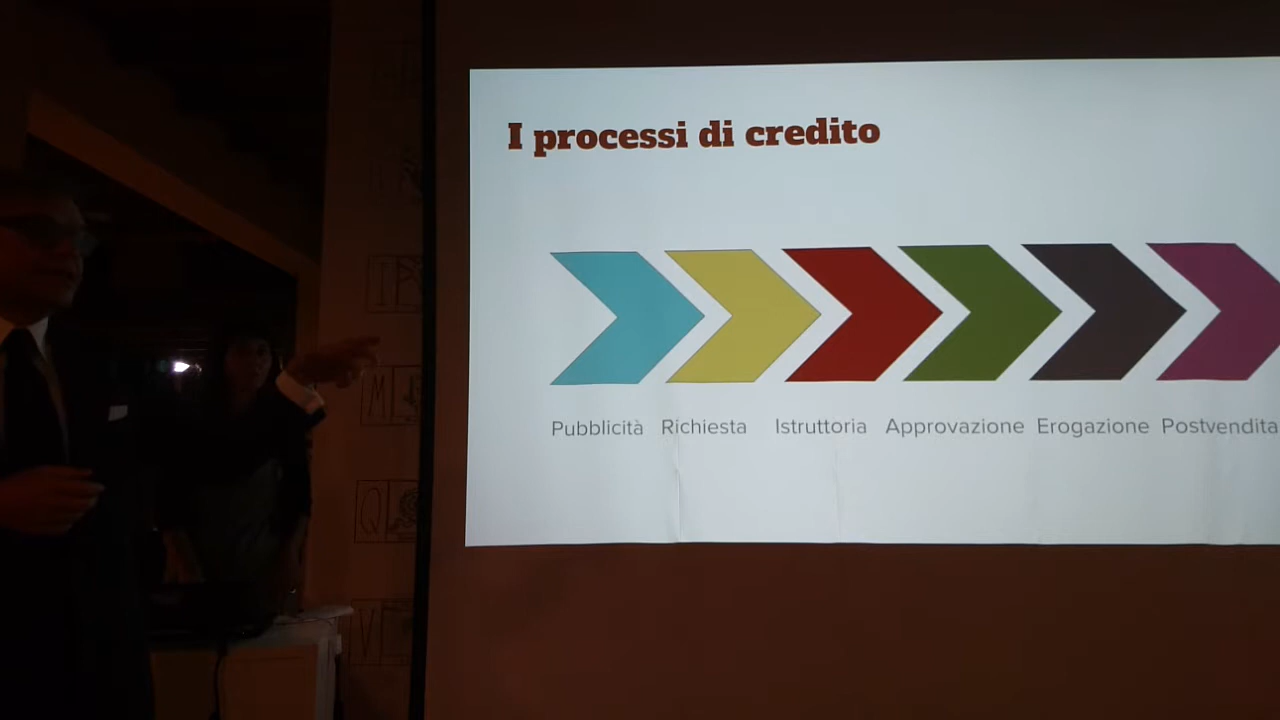 I processi di credito
Pubblicità Richiesta Istruttoria Approvazione Erogazione Postvendita
M
Q
V